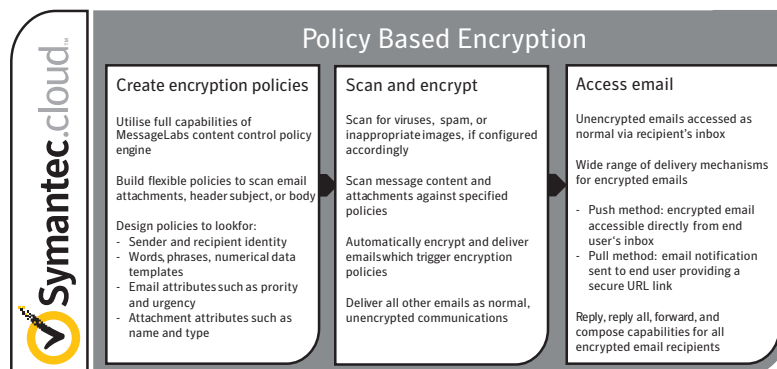 Symantec.cloud™
Policy Based Encryption
Create encryption policies
Utilise full capabilities of
MessageLabs content control policy
engine
Build flexible policies to scan email
attachments, header subject, or body
Design policies to lookfor:
- Sender and recipient identity
- Words, phrases, numerical data
templates
- Email attributes such as prority
and urgency
- Attachment attributes such as
name and type
Scan and encrypt
Scan for viruses, spam, or
inappropriate images, if configured
accordingly
Scan message content and
attachments against specified
policies
Automatically encrypt and deliver
emails which trigger encryption
policies
Deliver all other emails as normal,
unencrypted communications
Access email
Unencrypted emails accessed as
normal via recipient's inbox
Wide range of delivery mechanisms
for encrypted emails
- Push method: encrypted email
accessible directly from end
user's inbox
- Pull method: email notification
sent to end user providing a
secure URL link
Reply, reply all, forward, and
compose capabilities for all
encrypted email recipients